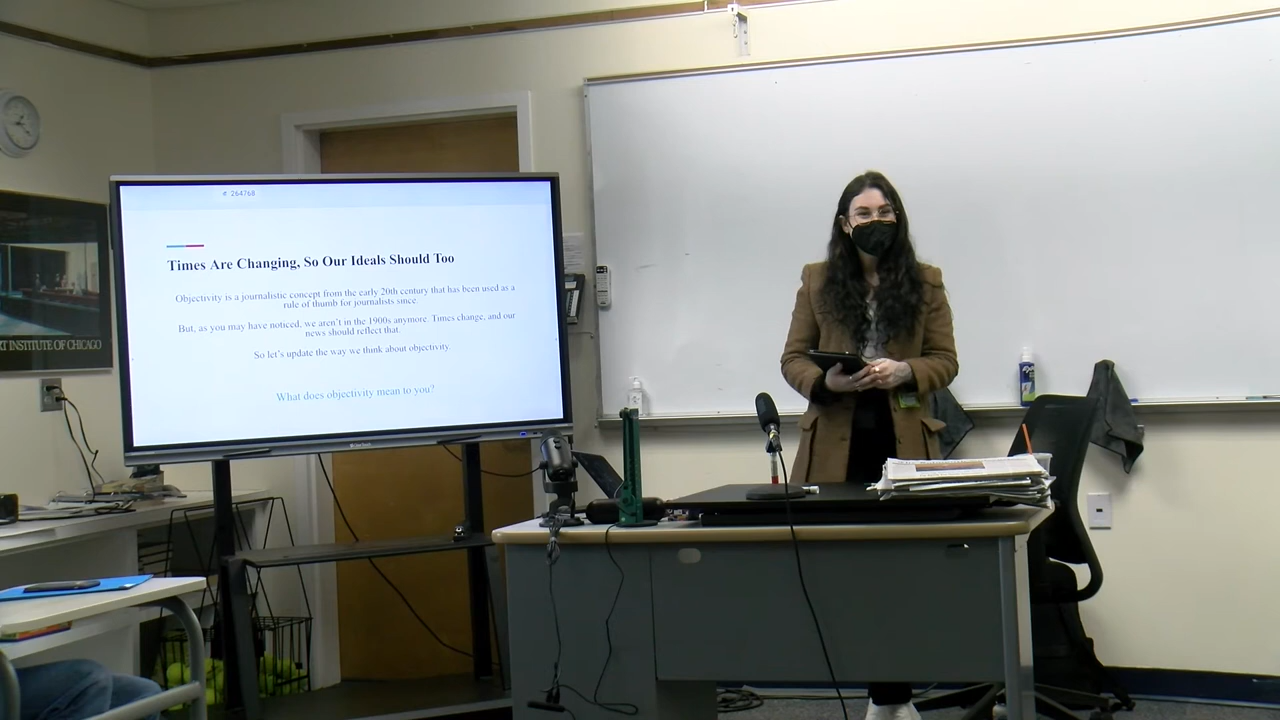 # 264768
Times Are Changing, So Our Ideals Should Too
Objectivity is a journalistic concept from the early 20th century that has been used as a
rule of thumb for journalists since.
But, as you may have noticed, we aren't in the 1900s anymore. Times change, and our
news should reflect that.
So let's update the way we think about objectivity.
What does objectivity mean to you?
INSTITUTE OF CHICAGO